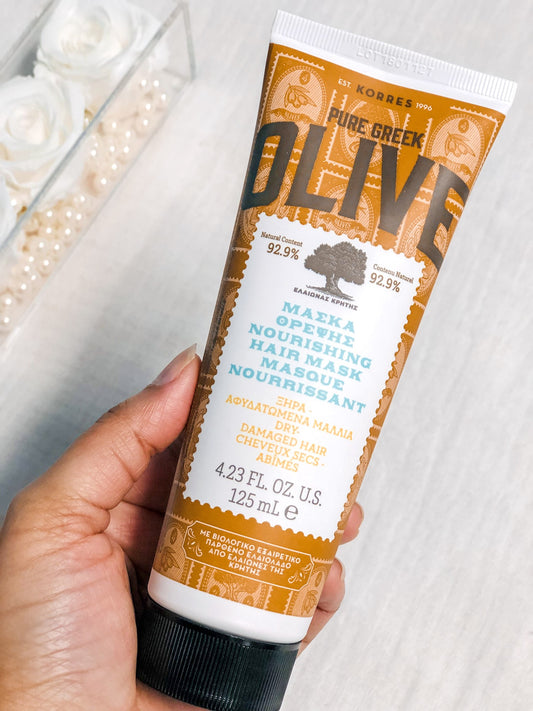 EST. KORRES 1996
PURE GREEK
OLIVE
Natural Content
92.9%
Contenu Naturel
92.9%
ΕΛΑΙΩΝΑΣ ΚΡΗΤΗΣ
ΜΑΣΚΑ
ΘΡΕΨΗΣ
NOURISHING
HAIR MASK
MASQUE
NOURRISSANT
ΞΗΡΑ -
ΑΦΥΔΑΤΩΜΕΝΑ ΜΑΛΛΙΑ
DRY-
DAMAGED HAIR
CHEVEUX SECS -
ABÎMÉS
4.23 FL. OZ. U.S.
125 mL e
ΜΕ ΒΙΟΛΟΓΙΚΟ ΕΞΑΙΡΕΤΙΚΟ
ΠΑΡΘΕΝΟ ΕΛΑΙΟΛΑΔΟ
ΑΠΟ ΕΛΑΙΩΝΕΣ ΤΗΣ
ΚΡΗΤΗΣ